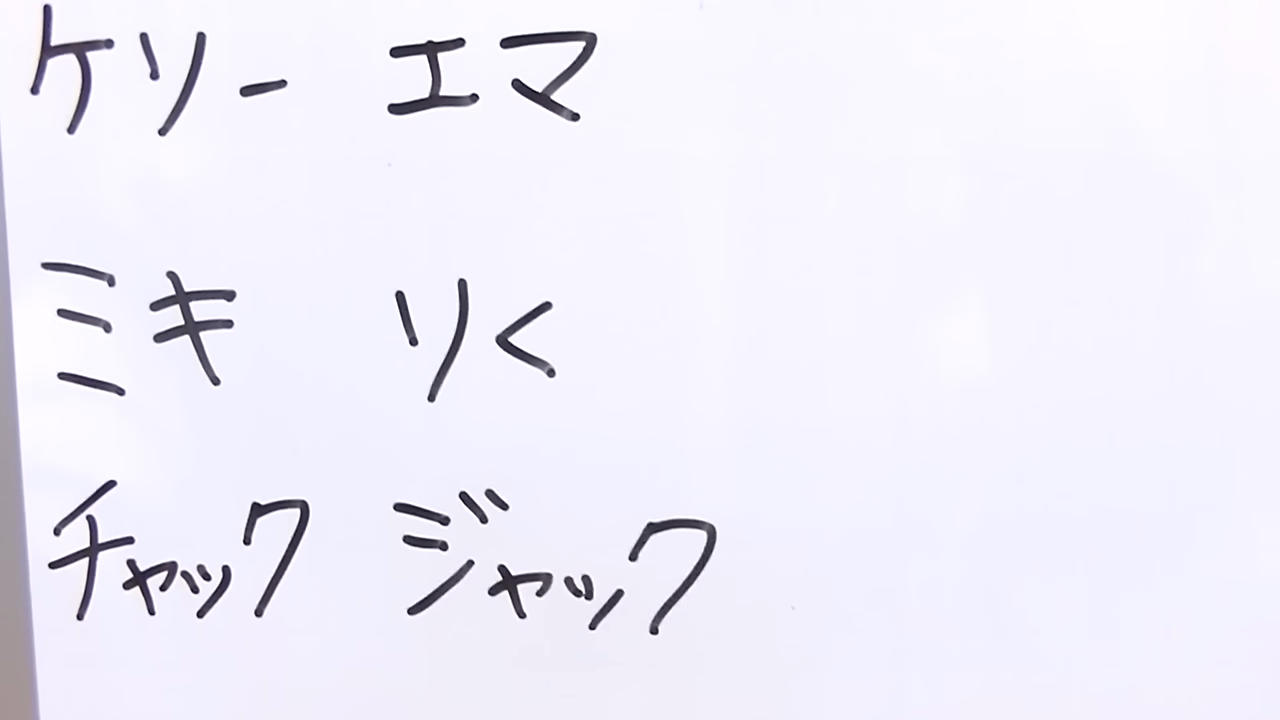 ケリー エマ
ミキ りく
チャック ジャック